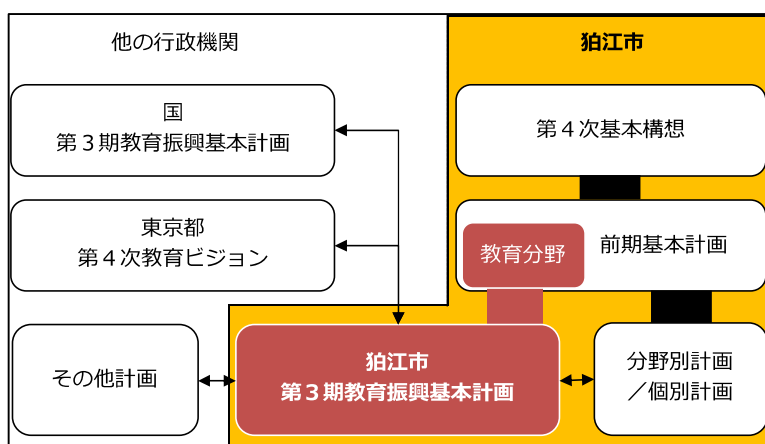 他の行政機関
狛江市
国
第３期教育振興基本計画
第４次基本構想
東京都
第４次教育ビジョン
教育分野
前期基本計画
その他計画
狛江市
第３期教育振興基本計画
分野別計画
／個別計画